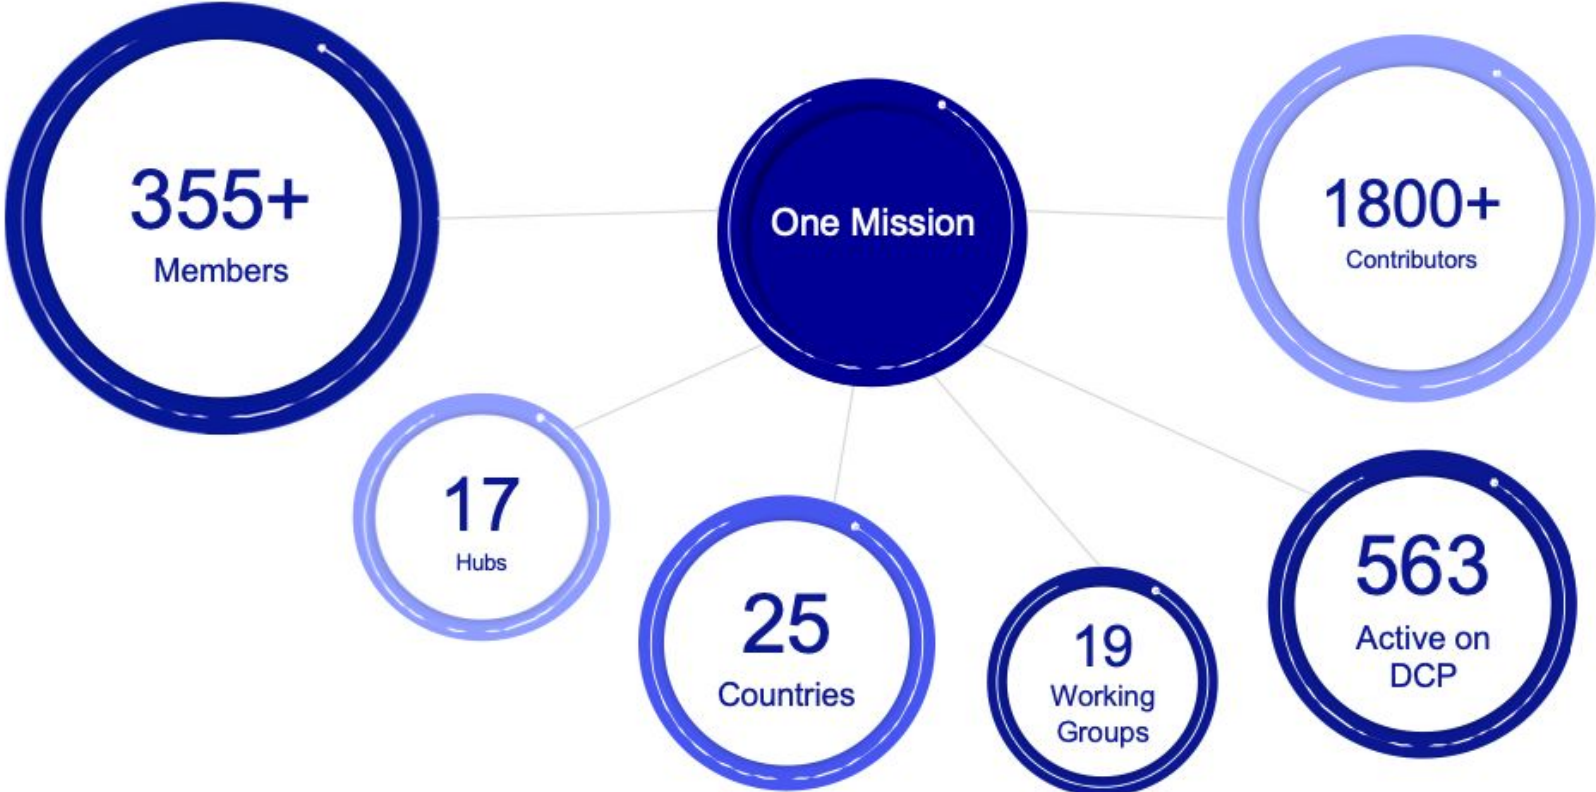 355+
Members
One Mission
1800+
Contributors
17
Hubs
25
Countries
19
Working
Groups
563
Active on
DCP